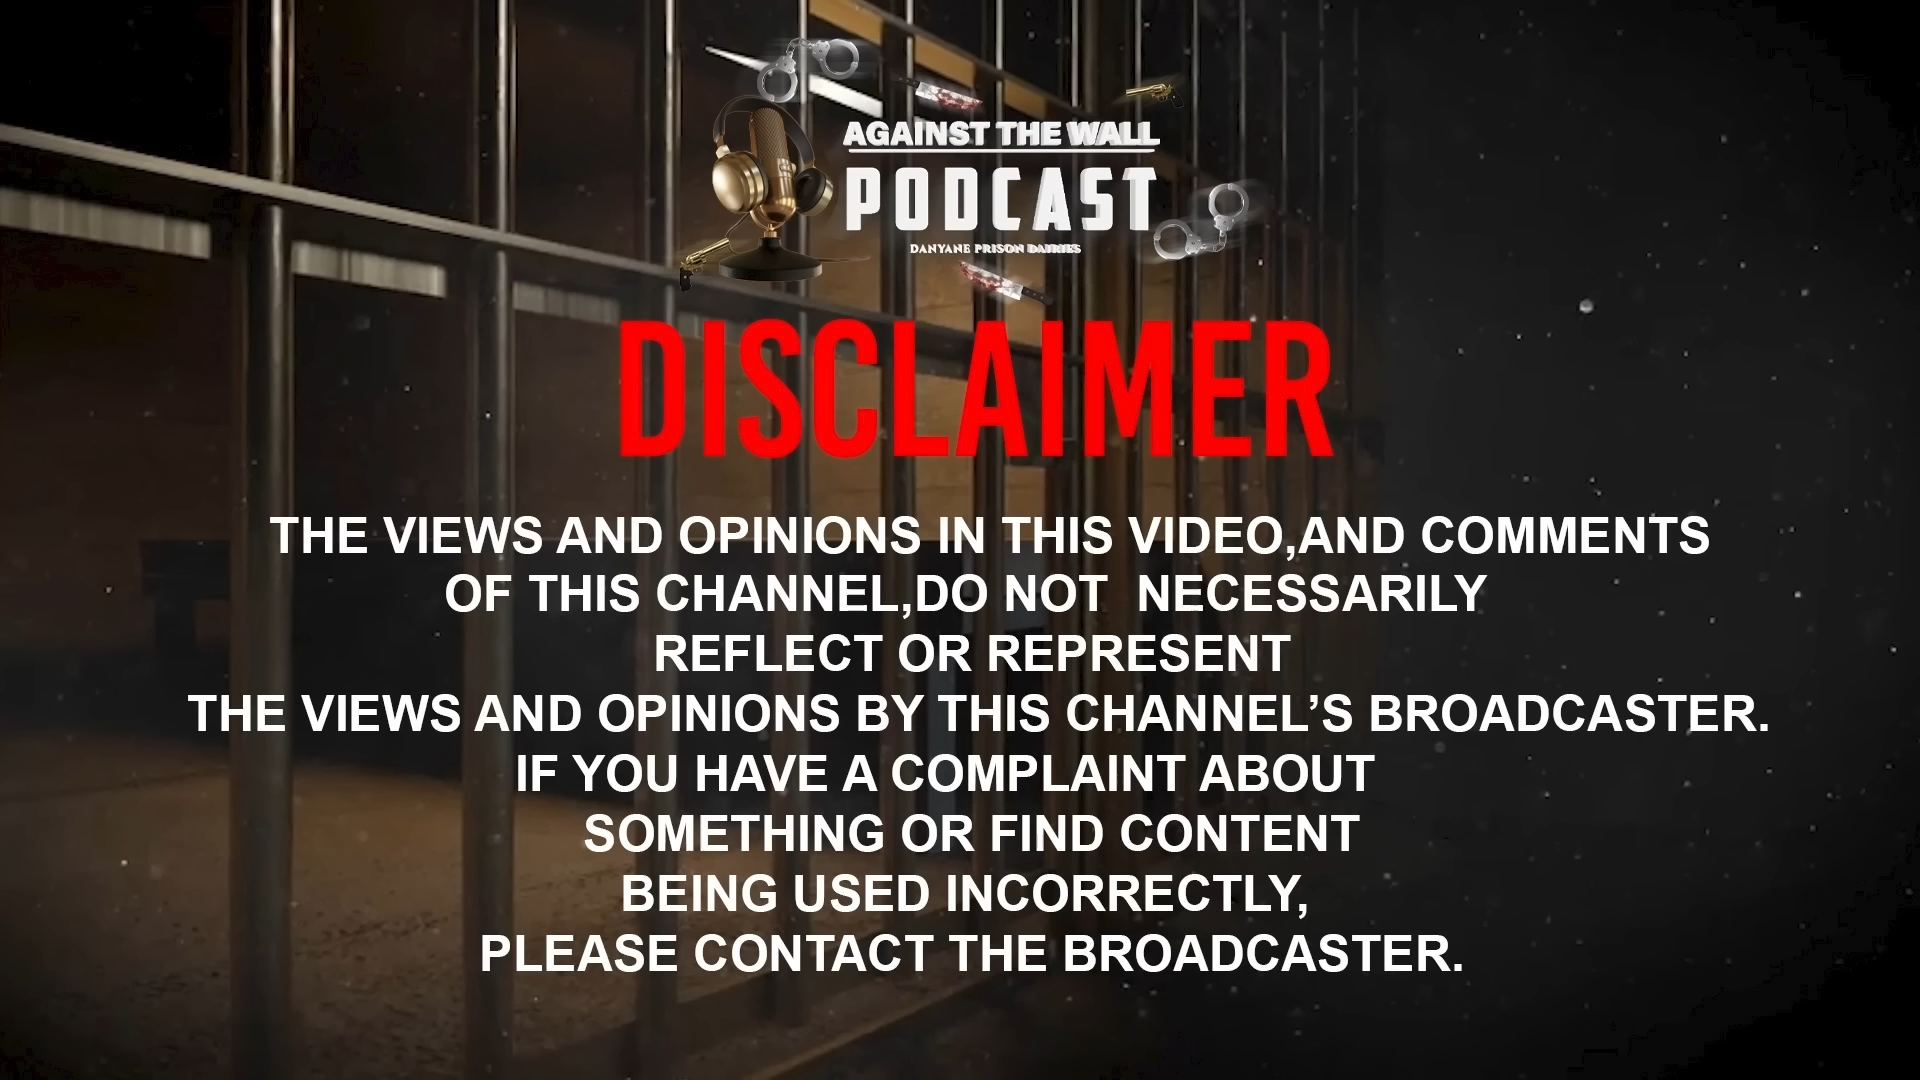 AGAINST THE WALL
PODCAST
DANYANE PRISON DAIRIES
DISCLAIMER
THE VIEWS AND OPINIONS IN THIS VIDEO,AND COMMENTS
OF THIS CHANNEL,DO NOT NECESSARILY
REFLECT OR REPRESENT
THE VIEWS AND OPINIONS BY THIS CHANNEL’S BROADCASTER.
IF YOU HAVE A COMPLAINT ABOUT
SOMETHING OR FIND CONTENT
BEING USED INCORRECTLY,
PLEASE CONTACT THE BROADCASTER.